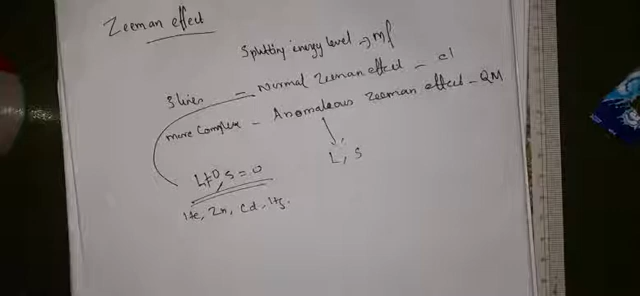 Zeeman effect
Splitting energy level → mf
3 lines = Normal Zeeman effect - cl
more complex - Anomaleous Zeeman effect - QM
L, S
L≠0, S=0
He, Zn, Cd, Hg.